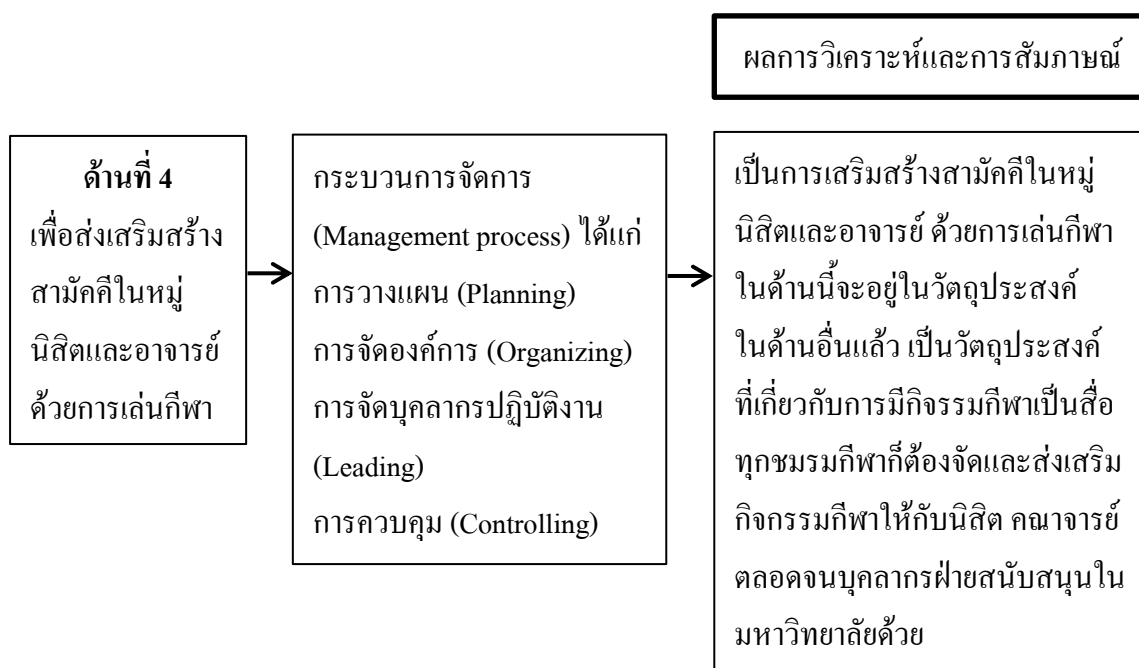 ผลการวิเคราะห์และการสัมภาษณ์
ด้านที่ 4
เพื่อส่งเสริมสร้าง
สามัคคีในหมู่
นิสิตและอาจารย์
ด้วยการเล่นกีฬา
กระบวนการจัดการ
(Management process) ได้แก่
การวางแผน (Planning)
การจัดองค์การ (Organizing)
การจัดบุคลากรปฏิบัติงาน
(Leading)
การควบคุม (Controlling)
เป็นการเสริมสร้างสามัคคีในหมู่
นิสิตและอาจารย์ ด้วยการเล่นกีฬา
ในด้านนี้จะอยู่ในวัตถุประสงค์
ในด้านอื่นแล้ว เป็นวัตถุประสงค์
ที่เกี่ยวกับการมีกิจรรมกีฬาเป็นสื่อ
ทุกชมรมกีฬาก็ต้องจัดและส่งเสริม
กิจกรรมกีฬาให้กับนิสิต คณาจารย์
ตลอดจนบุคลากรฝ่ายสนับสนุนใน
มหาวิทยาลัยด้วย